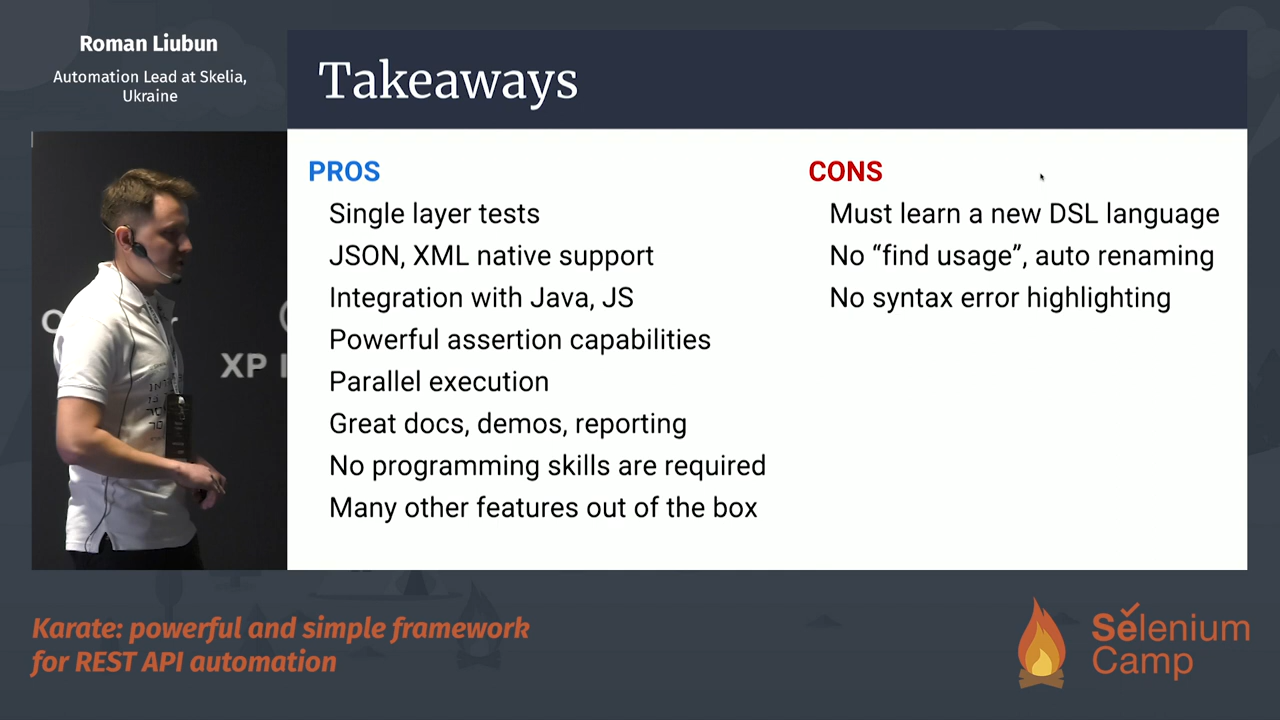 Roman Liubun
Automation Lead at Skelia,
Ukraine
Takeaways
PROS
Single layer tests
JSON, XML native support
Integration with Java, JS
Powerful assertion capabilities
Parallel execution
Great docs, demos, reporting
No programming skills are required
Many other features out of the box
CONS
Must learn a new DSL language
No “find usage”, auto renaming
No syntax error highlighting
XP
Karate: powerful and simple framework
for REST API automation
Selenium
Camp